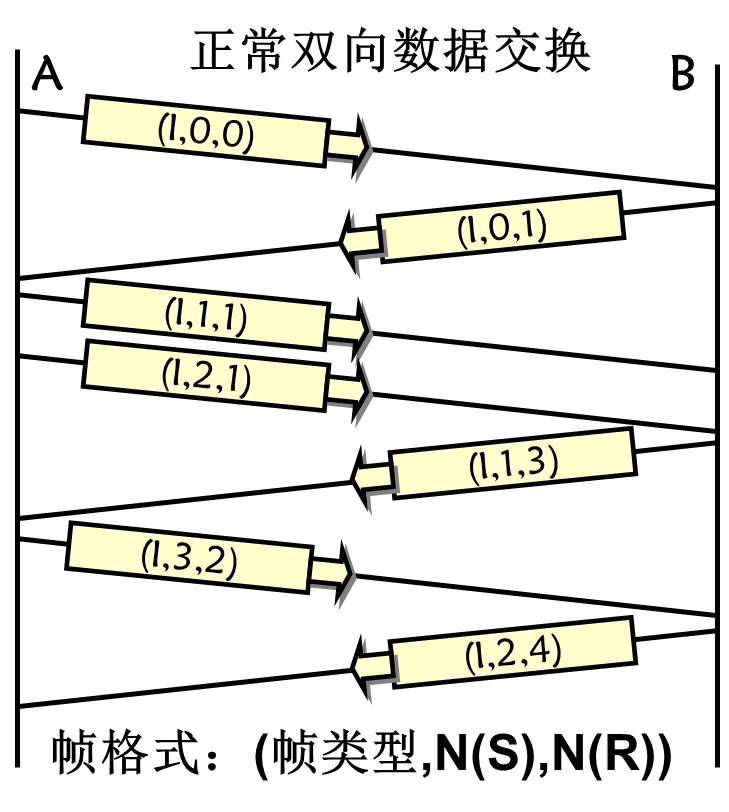 正常双向数据交换
A
B
(I,0,0)
(I,0,1)
(I,1,1)
(I,2,1)
(I,1,3)
(I,3,2)
(I,2,4)
帧格式：(帧类型,N(S),N(R))